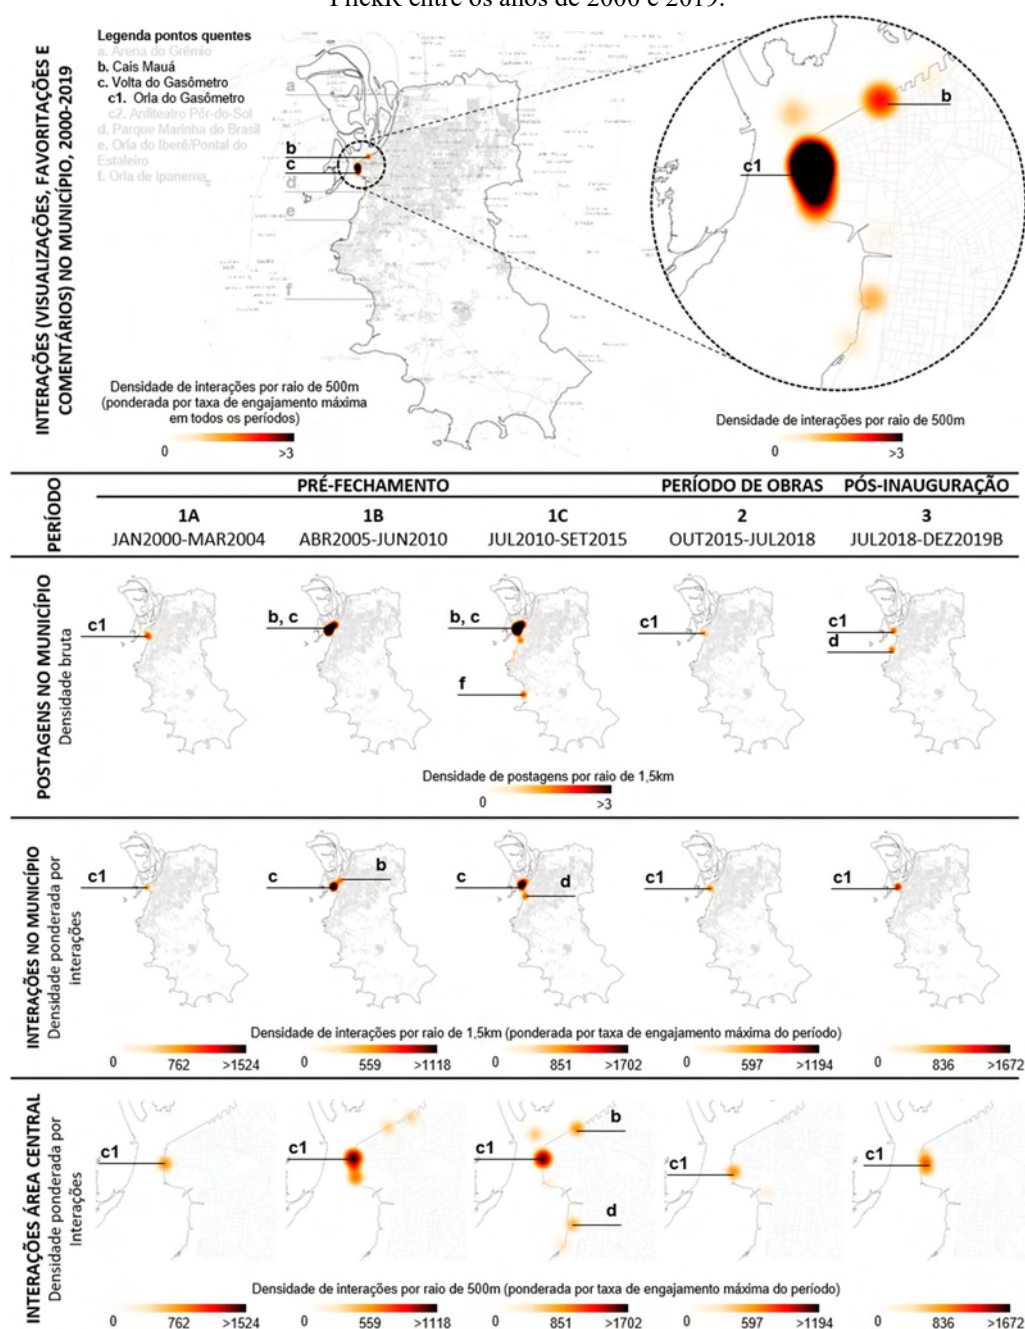 FlickR entre os anos de 2000 e 2019.
INTERAÇÕES (VISUALIZAÇÕES, FAVORITAÇÕES E
COMENTÁRIOS) NO MUNICÍPIO, 2000-2019
Legenda pontos quentes
a. Arena do Grêmio
b. Cais Mauá
c. Volta do Gasômetro
c1. Orla do Gasômetro
c2. Anfiteatro Pôr-do-Sol
d. Parque Marinha do Brasil
e. Orla do Iberê/Pontal do
Estaleiro
f. Orla de Ipanema
a
b
c
d
e
f
b
c1
Densidade de interações por raio de 500m
(ponderada por taxa de engajamento máxima
em todos os períodos)
0 >3
Densidade de interações por raio de 500m
0 >3
PERÍODO
PRÉ-FECHAMENTO PERÍODO DE OBRAS PÓS-INAUGURAÇÃO
1A 1B 1C 2 3
JAN2000-MAR2004 ABR2005-JUN2010 JUL2010-SET2015 OUT2015-JUL2018 JUL2018-DEZ2019B
POSTAGENS NO MUNICÍPIO
Densidade bruta
c1 b, c b, c f c1 c1 d
Densidade de postagens por raio de 1,5km
0 >3
INTERAÇÕES NO MUNICÍPIO
Densidade ponderada por
interações
c1 c b c d c1 c1
Densidade de interações por raio de 1,5km (ponderada por taxa de engajamento máxima do período)
0 762 >1524 0 559 >1118 0 851 >1702 0 597 >1194 0 836 >1672
INTERAÇÕES ÁREA CENTRAL
Densidade ponderada por
Interações
c1 c1 c1 b d c1 c1
Densidade de interações por raio de 500m (ponderada por taxa de engajamento máxima do período)
0 762 >1524 0 559 >1118 0 851 >1702 0 597 >1194 0 836 >1672